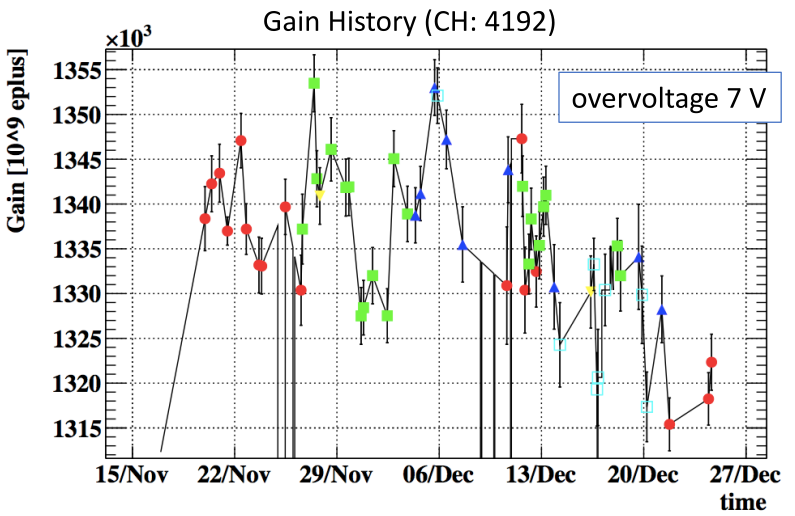 Gain History (CH: 4192)
×10³
Gain [10^9 eplus]
overvoltage 7 V
1355
1350
1345
1340
1335
1330
1325
1320
1315
15/Nov 22/Nov 29/Nov 06/Dec 13/Dec 20/Dec 27/Dec
time